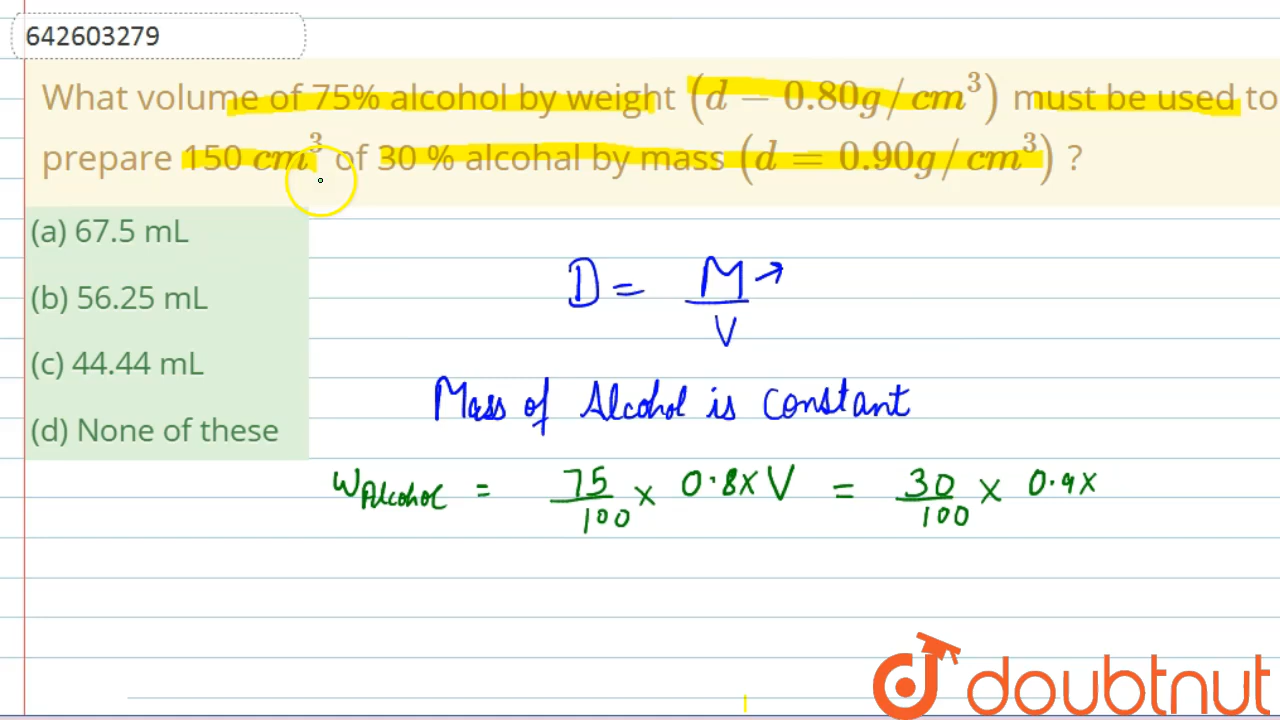 642603279
What volume of 75% alcohol by weight (d − 0.80g/cm³) must be used to
prepare 150 cm³ of 30 % alcohal by mass (d = 0.90g/cm³) ?
(a) 67.5 mL
(b) 56.25 mL
(c) 44.44 mL
(d) None of these
D = M/V →
Mass of Alcohol is constant
WAlcohol = 75/100 × 0.8 × V = 30/100 × 0.9 ×
doubtnut